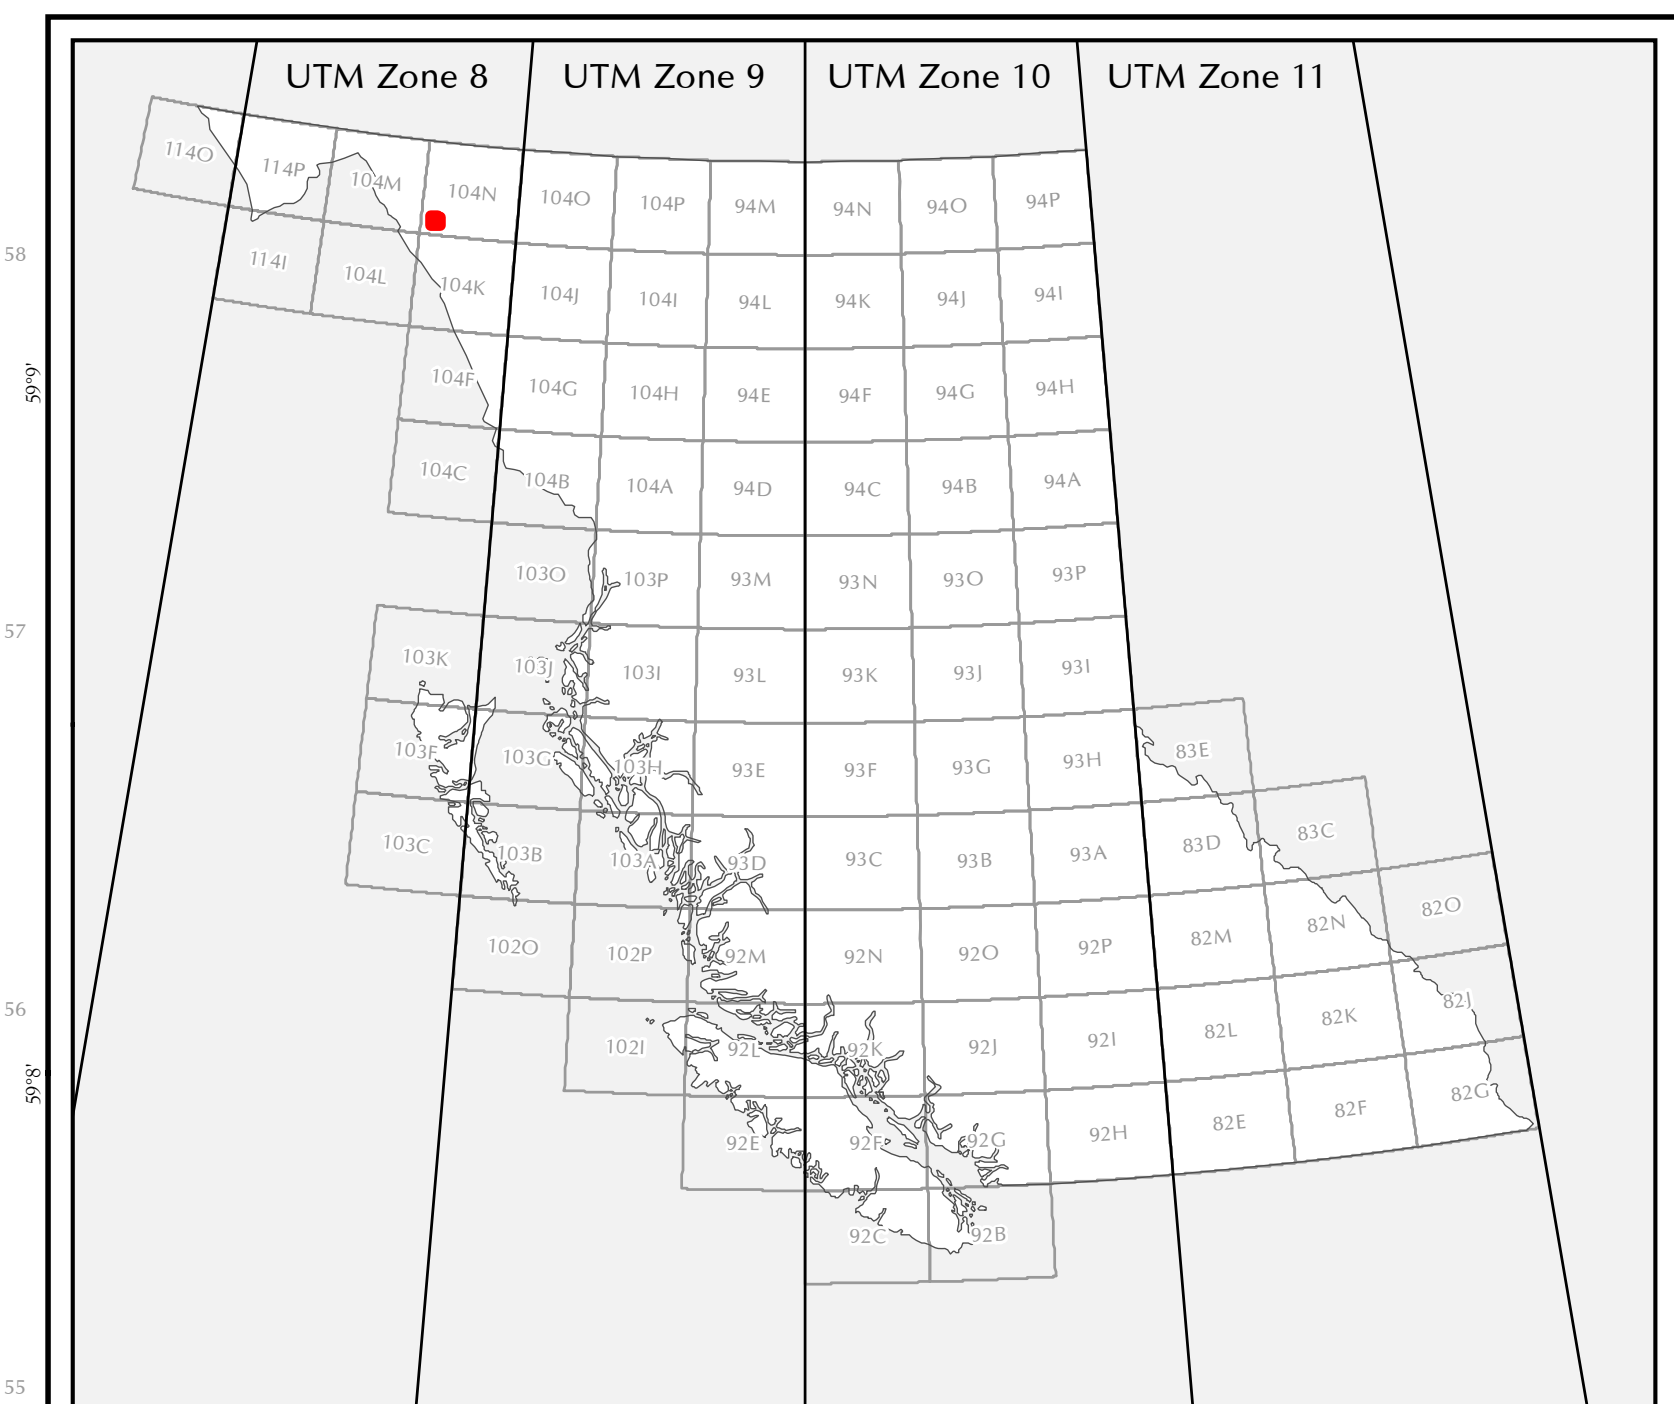 UTM Zone 8 UTM Zone 9 UTM Zone 10 UTM Zone 11
114O 114P 104M 104N 104O 104P 94M 94N 94O 94P
58
114I 104L 104K 104J 104I 94L 94K 94J 94I
59°9'
104F 104G 104H 94E 94F 94G 94H
104C 104B 104A 94D 94C 94B 94A
103O 103P 93M 93N 93O 93P
57
103K 103J 103I 93L 93K 93J 93I
103F 103G 103H 93E 93F 93G 93H 83E
103C 103B 103A 93D 93C 93B 93A 83D 83C
102O 102P 92M 92N 92O 92P 82M 82N 82O
56
102I 92L 92K 92J 92I 82L 82K 82J
59°8'
92E 92F 92G 92H 82E 82F 82G
92C 92B
55